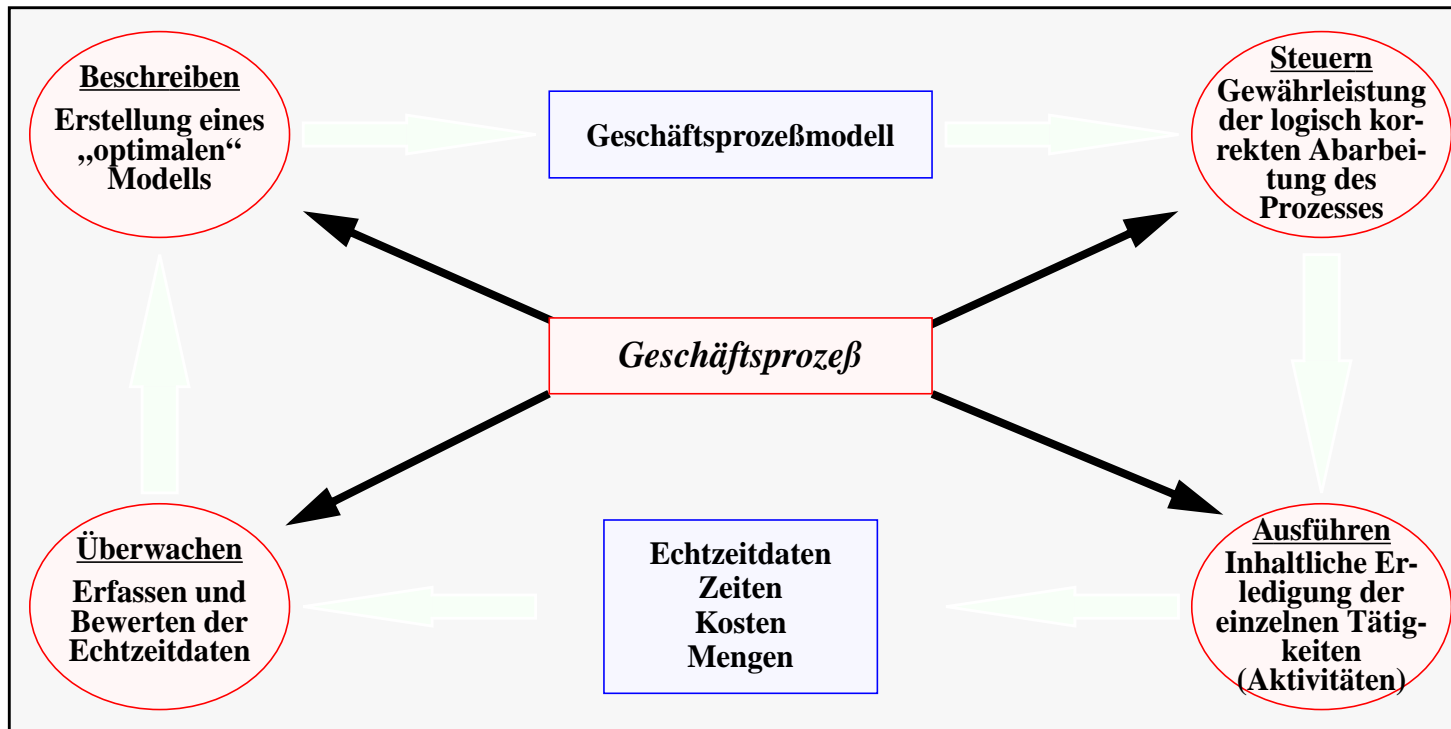 Beschreiben
Erstellung eines
„optimalen“
Modells
Geschäftsprozeßmodell
Steuern
Gewährleistung
der logisch kor-
rekten Abarbei-
tung des
Prozesses
Geschäftsprozeß
Überwachen
Erfassen und
Bewerten der
Echtzeitdaten
Echtzeitdaten
Zeiten
Kosten
Mengen
Ausführen
Inhaltliche Er-
ledigung der
einzelnen Tätig-
keiten
(Aktivitäten)